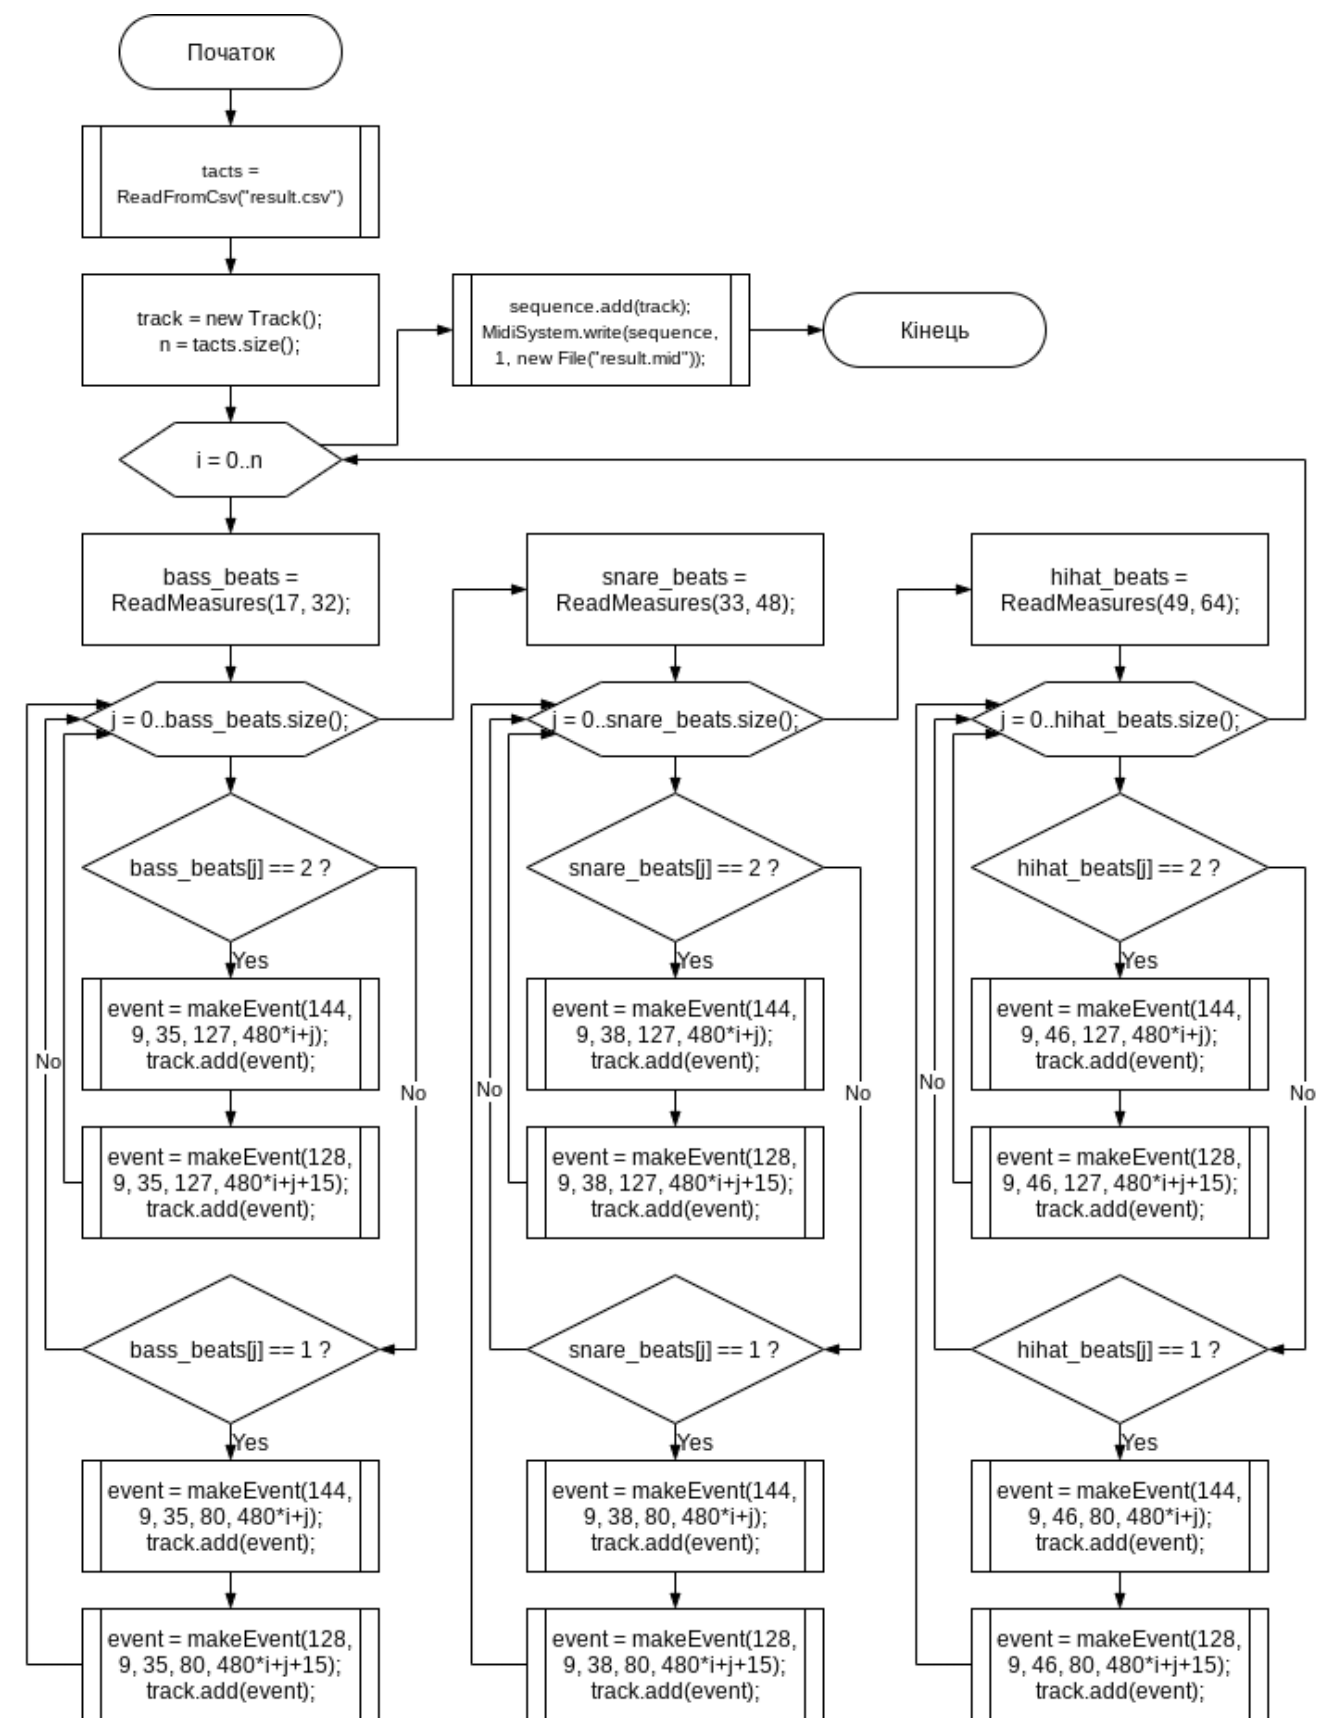 Початок
tacts =
ReadFromCsv("result.csv")
track = new Track();
n = tacts.size();
sequence.add(track);
MidiSystem.write(sequence,
1, new File("result.mid"));
Кінець
i = 0..n
bass_beats =
ReadMeasures(17, 32);
j = 0..bass_beats.size();
bass_beats[j] == 2 ?
Yes
event = makeEvent(144,
9, 35, 127, 480*i+j);
track.add(event);
No
No
event = makeEvent(128,
9, 35, 127, 480*i+j+15);
track.add(event);
bass_beats[j] == 1 ?
Yes
event = makeEvent(144,
9, 35, 80, 480*i+j);
track.add(event);
event = makeEvent(128,
9, 35, 80, 480*i+j+15);
track.add(event);
snare_beats =
ReadMeasures(33, 48);
j = 0..snare_beats.size();
snare_beats[j] == 2 ?
Yes
event = makeEvent(144,
9, 38, 127, 480*i+j);
track.add(event);
No
No
event = makeEvent(128,
9, 38, 127, 480*i+j+15);
track.add(event);
snare_beats[j] == 1 ?
Yes
event = makeEvent(144,
9, 38, 80, 480*i+j);
track.add(event);
event = makeEvent(128,
9, 38, 80, 480*i+j+15);
track.add(event);
hihat_beats =
ReadMeasures(49, 64);
j = 0..hihat_beats.size();
hihat_beats[j] == 2 ?
Yes
event = makeEvent(144,
9, 46, 127, 480*i+j);
track.add(event);
No
No
event = makeEvent(128,
9, 46, 127, 480*i+j+15);
track.add(event);
hihat_beats[j] == 1 ?
Yes
event = makeEvent(144,
9, 46, 80, 480*i+j);
track.add(event);
event = makeEvent(128,
9, 46, 80, 480*i+j+15);
track.add(event);